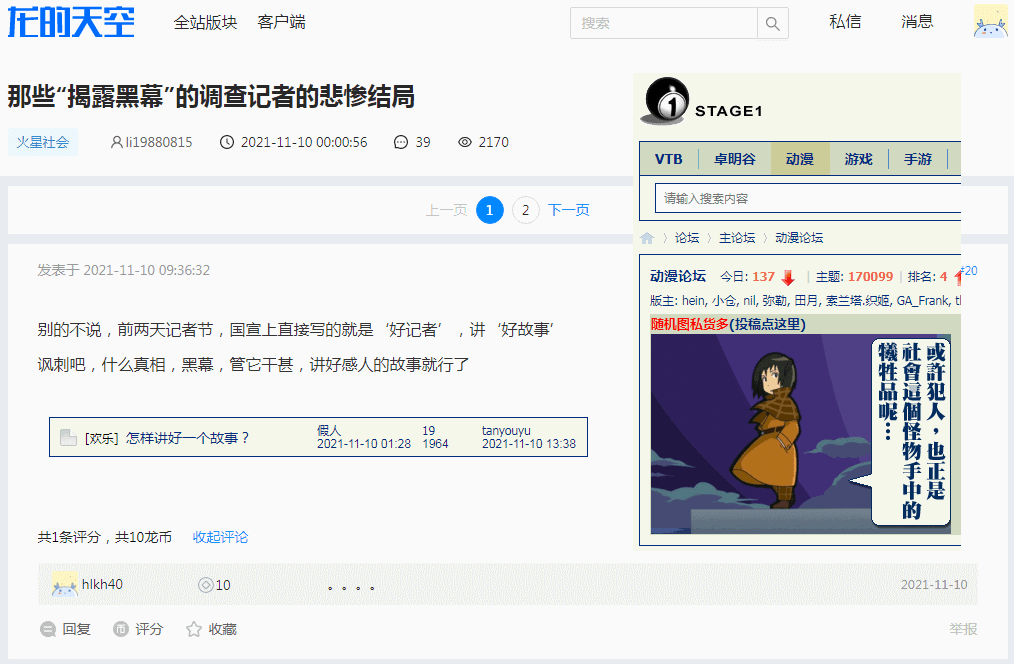 龙的天空 全站版块 客户端 搜索 私信 消息
那些“揭露黑幕”的调查记者的悲惨结局
火星社会 li19880815 2021-11-10 00:00:56 39 2170
上一页 1 2 下一页
发表于 2021-11-10 09:36:32
#20
别的不说，前两天记者节，国宣上直接写的就是‘好记者’，讲‘好故事’
讽刺吧，什么真相，黑幕，管它干甚，讲好感人的故事就行了
[欢乐] 怎样讲好一个故事？ 假人 19 tanyouyu
2021-11-10 01:28 1964 2021-11-10 13:38
共1条评分，共10龙币 收起评论
hlkh40 10 。。。。 2021-11-10
回复 评分 收藏 举报
1 STAGE1
VTB 卓明谷 动漫 游戏 手游
请输入搜索内容
论坛 主论坛 动漫论坛
动漫论坛 今日: 137 主题: 170099 排名: 4
版主: hein, 小仓, nil, 弥勒, 田月, 索兰塔.织姬, GA_Frank, tl
随机图私货多(投稿点这里)
或許犯人，也正是
社會這個怪物手中的
犧牲品呢…